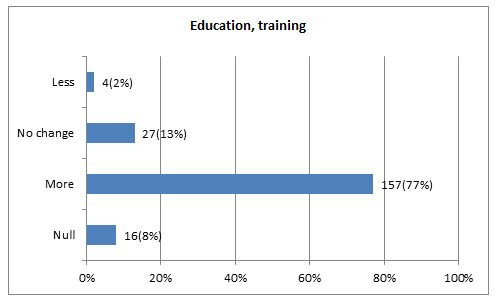 Education, training
Less 4(2%)
No change 27(13%)
More 157(77%)
Null 16(8%)
0% 20% 40% 60% 80% 100%